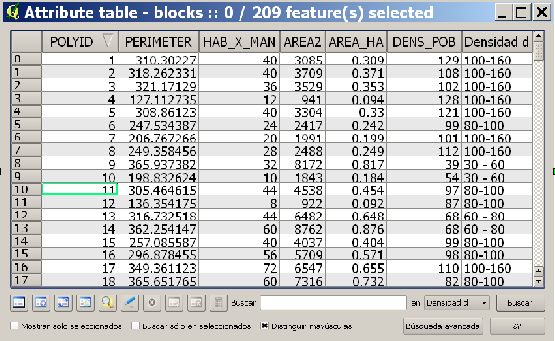 Attribute table - blocks :: 0 / 209 feature(s) selected
POLYID PERIMETER HAB_X_MAN AREA2 AREA_HA DENS_POB Densidad d
0 1 310.30227 40 3085 0.309 129 100-160
1 2 318.262331 40 3709 0.371 108 100-160
2 3 321.17129 36 3529 0.353 102 100-160
3 4 127.112735 12 941 0.094 128 100-160
4 5 308.86123 40 3304 0.33 121 100-160
5 6 247.534387 24 2417 0.242 99 80-100
6 7 206.767266 20 1991 0.199 101 100-160
7 8 249.358456 28 2488 0.249 112 100-160
8 9 365.937382 32 8172 0.817 39 30 - 60
9 10 198.832624 10 1843 0.184 54 30 - 60
10 11 305.464615 44 4538 0.454 97 80-100
11 12 136.354175 8 922 0.092 87 80-100
12 13 316.732518 44 6482 0.648 68 60 - 80
13 14 362.254147 60 8762 0.876 68 60 - 80
14 15 257.085587 40 4037 0.404 99 80-100
15 16 296.878455 56 5709 0.571 98 80-100
16 17 349.361123 72 6547 0.655 110 100-160
17 18 365.651765 60 7316 0.732 82 80-100
Buscar en Densidad d Buscar
Mostrar sólo seleccionados Buscar sólo en seleccionados Distinguir mayúsculas Búsqueda avanzada